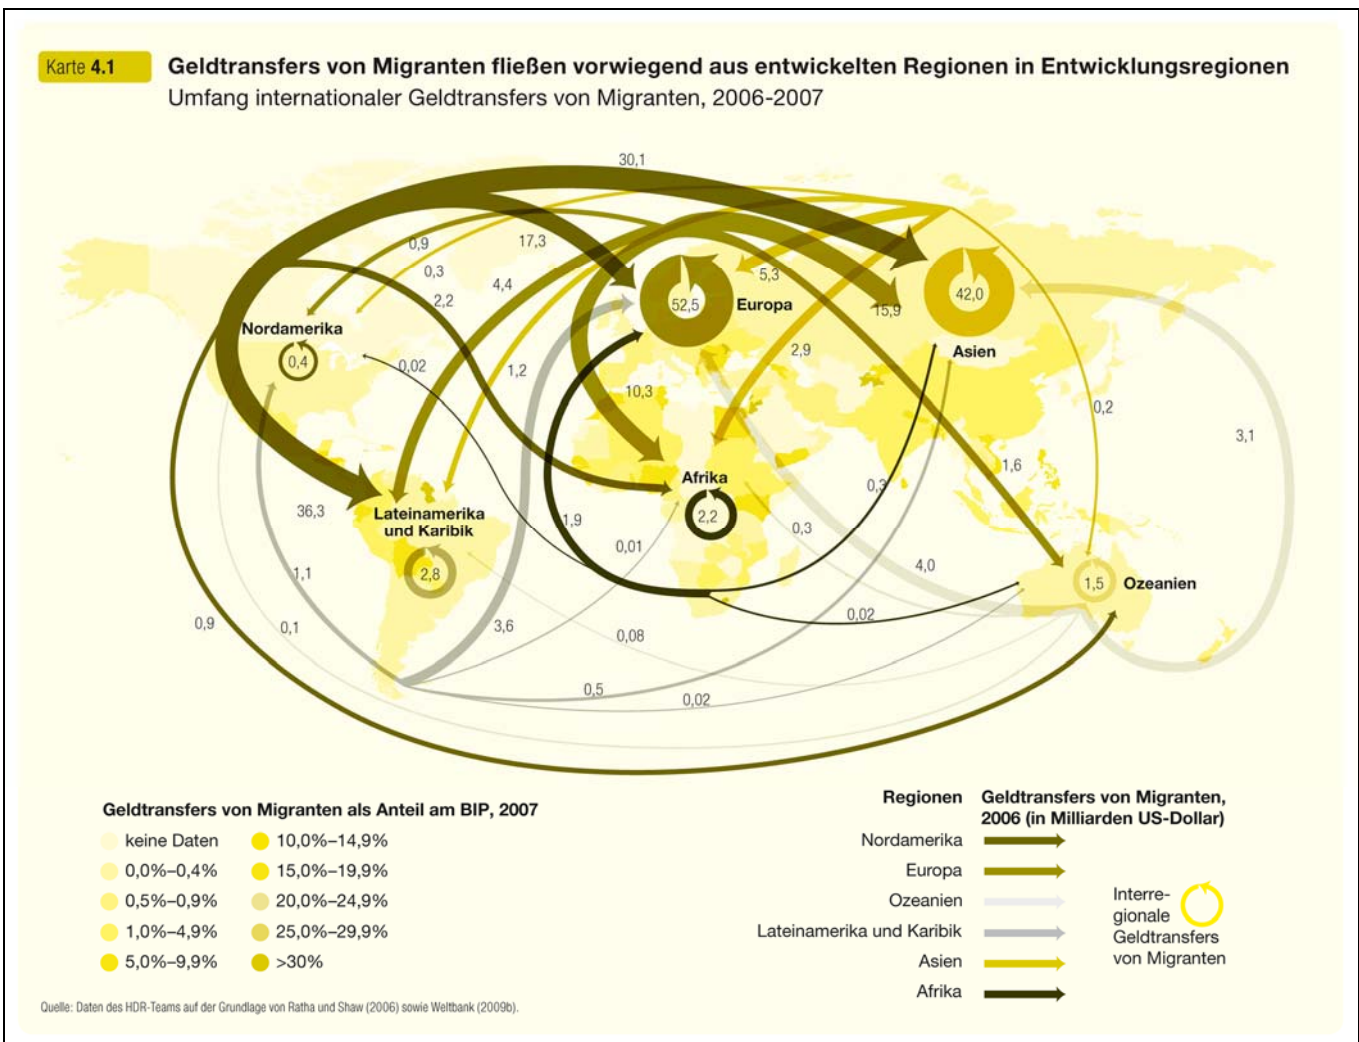 Karte 4.1
Geldtransfers von Migranten fließen vorwiegend aus entwickelten Regionen in Entwicklungsregionen
Umfang internationaler Geldtransfers von Migranten, 2006-2007
30,1
0,9
17,3
0,3
4,4
2,2
5,3
42,0
52,5
Europa
15,9
Nordamerika
0,4
0,02
1,2
2,9
Asien
10,3
0,2
3,1
1,6
Afrika
0,3
36,3
Lateinamerika
und Karibik
1,9
2,2
0,3
0,01
2,8
1,1
4,0
1,5
Ozeanien
0,9
0,1
3,6
0,08
0,02
0,5
0,02
Geldtransfers von Migranten als Anteil am BIP, 2007
keine Daten
0,0%–0,4%
0,5%–0,9%
1,0%–4,9%
5,0%–9,9%
10,0%–14,9%
15,0%–19,9%
20,0%–24,9%
25,0%–29,9%
>30%
Regionen
Geldtransfers von Migranten,
2006 (in Milliarden US-Dollar)
Nordamerika
Europa
Ozeanien
Lateinamerika und Karibik
Asien
Afrika
Interre-
gionale
Geldtransfers
von Migranten
Quelle: Daten des HDR-Teams auf der Grundlage von Ratha und Shaw (2006) sowie Weltbank (2009b).